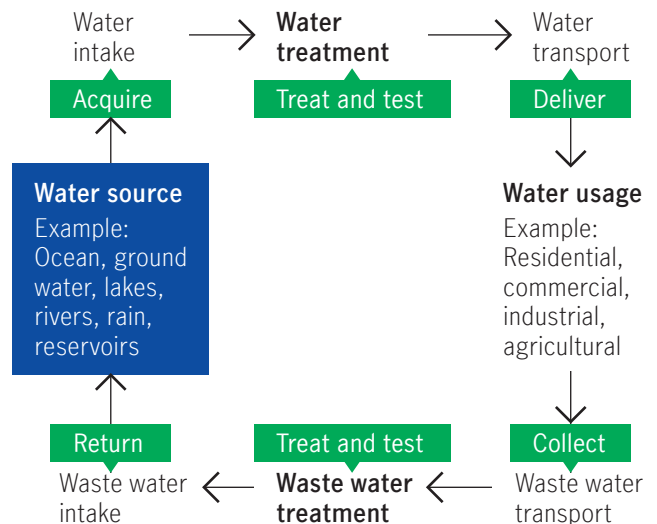 Water
intake
Water
treatment
Water
transport
Acquire
Treat and test
Deliver
Water source
Example:
Ocean, ground
water, lakes,
rivers, rain,
reservoirs
Water usage
Example:
Residential,
commercial,
industrial,
agricultural
Return
Treat and test
Collect
Waste water
intake
Waste water
treatment
Waste water
transport